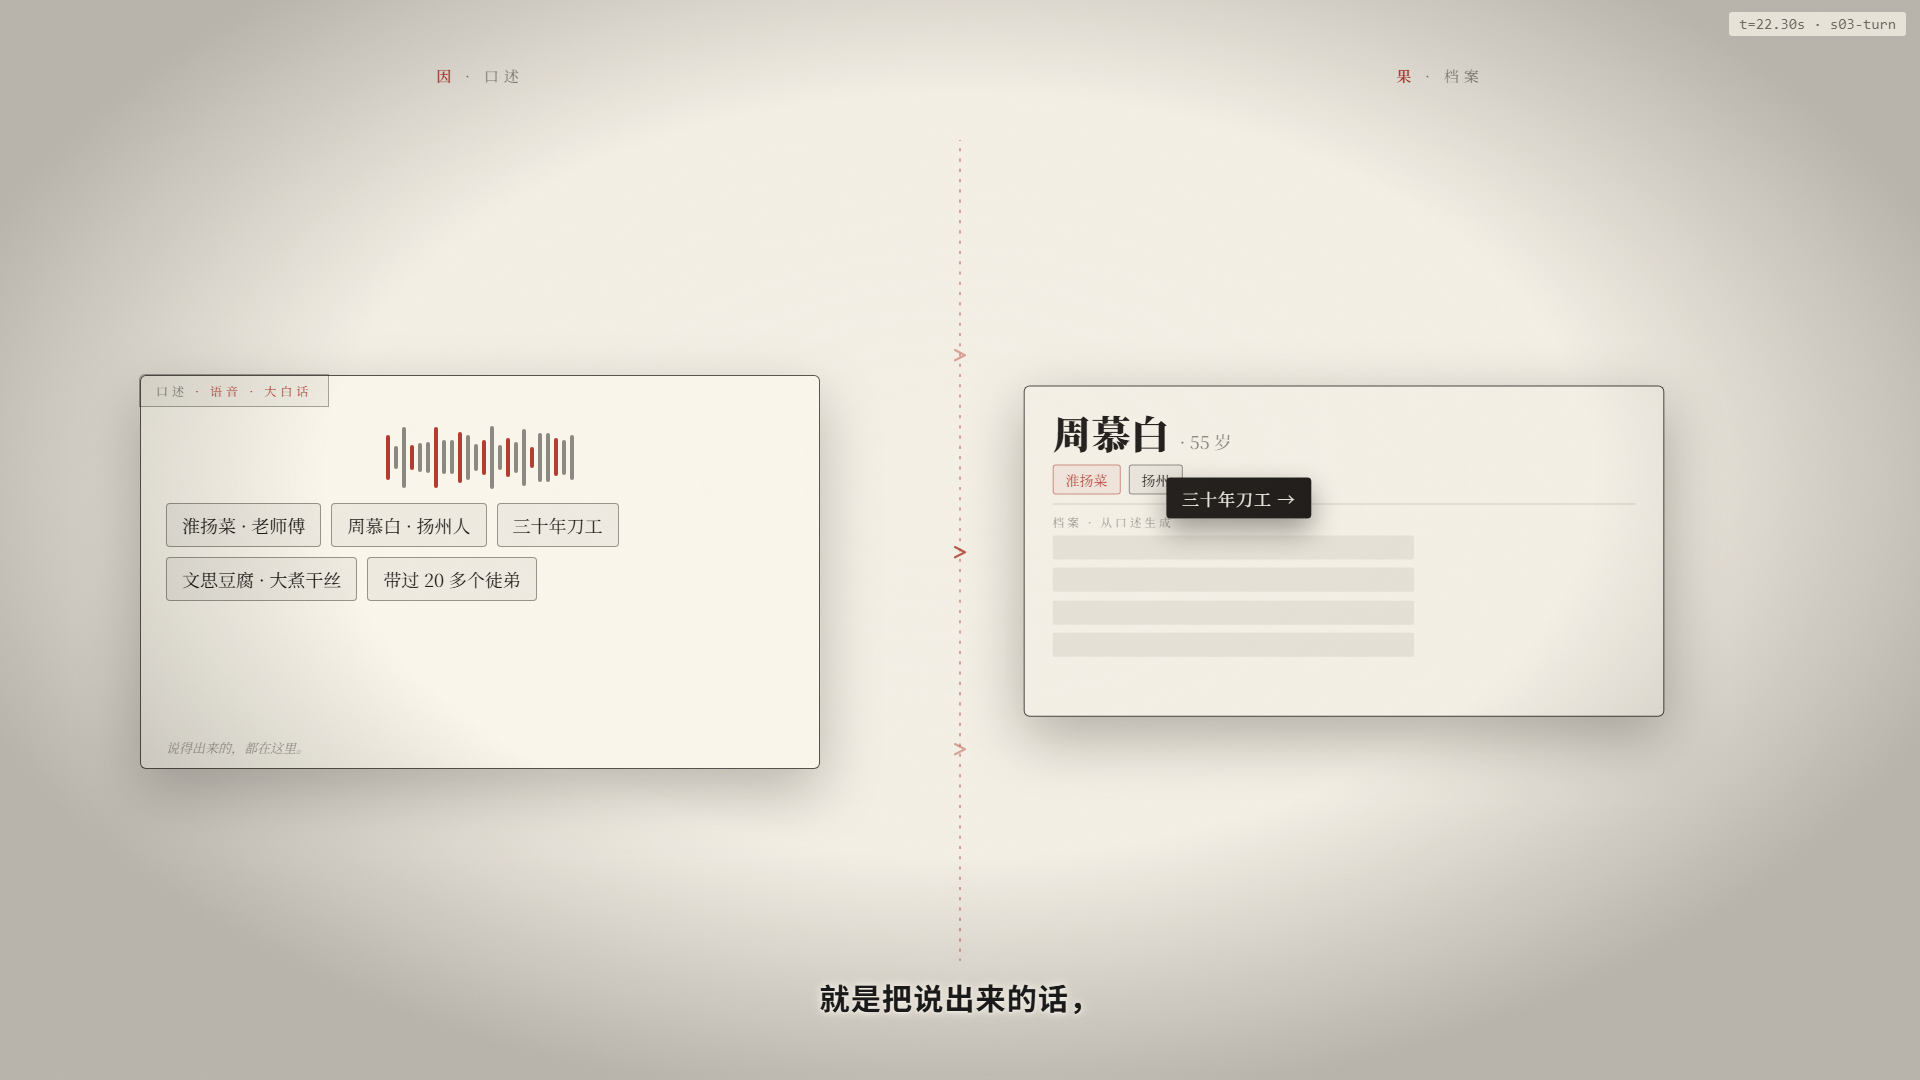 t=22.30s · s03-turn
因 · 口述
果 · 档案
口述 · 语音 · 大白话
淮扬菜 · 老师傅
周慕白 · 扬州人
三十年刀工
文思豆腐 · 大煮干丝
带过 20 多个徒弟
说得出来的，都在这里。
周慕白 · 55 岁
淮扬菜
扬州
三十年刀工 →
档案 · 从口述生成
就是把说出来的话，